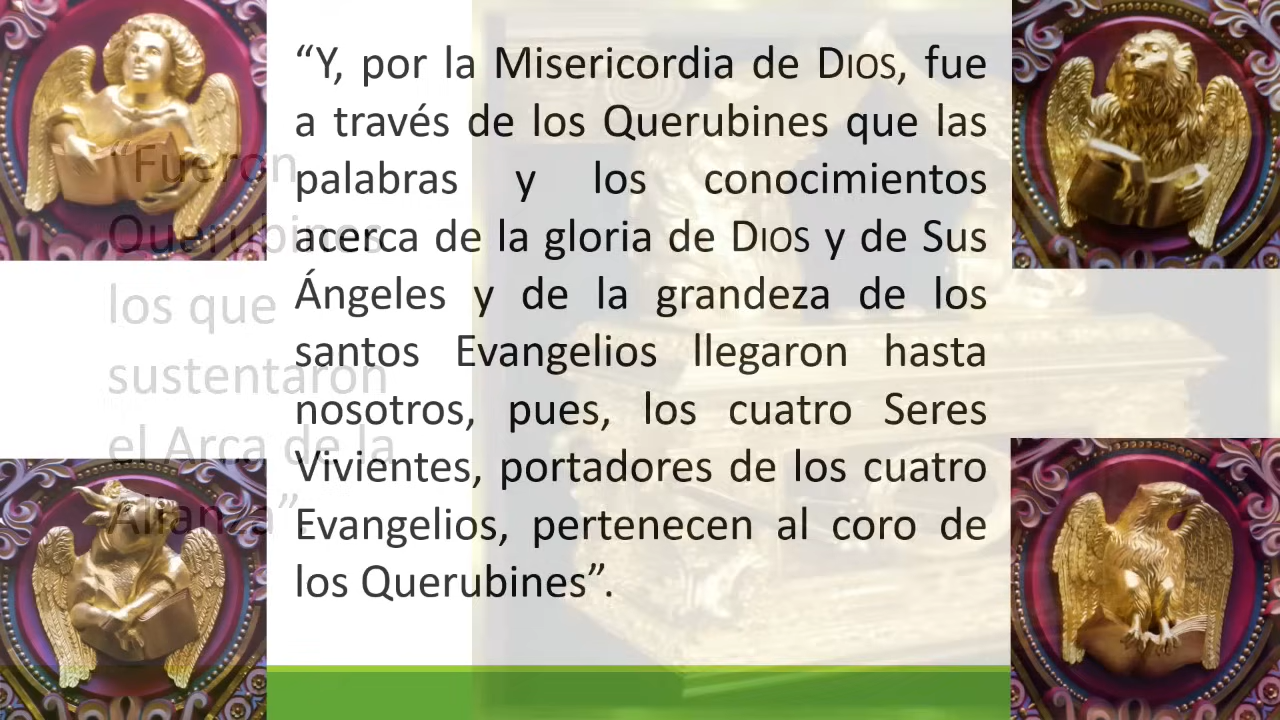 “Y, por la Misericordia de DIOS, fue
a través de los Querubines que las
palabras y los conocimientos
acerca de la gloria de DIOS y de Sus
Ángeles y de la grandeza de los
santos Evangelios llegaron hasta
nosotros, pues, los cuatro Seres
Vivientes, portadores de los cuatro
Evangelios, pertenecen al coro de
los Querubines”.
“Fueron
Querubines
los que
sustentaron
el Arca de la
Alianza”